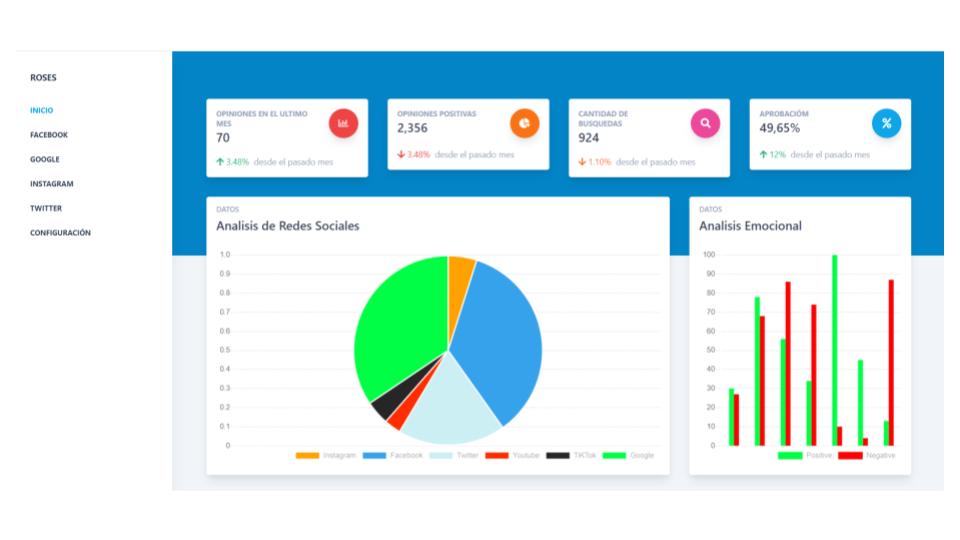 ROSES
INICIO
FACEBOOK
GOOGLE
INSTAGRAM
TWITTER
CONFIGURACIÓN
OPINIONES EN EL ULTIMO
MES
70
3.48% desde el pasado mes
OPINIONES POSITIVAS
2,356
3.48% desde el pasado mes
CANTIDAD DE
BUSQUEDAS
924
1.10% desde el pasado mes
APROBACIÓM
49,65%
%
12% desde el pasado mes
DATOS
Analisis de Redes Sociales
1.0
0.9
0.8
0.7
0.6
0.5
0.4
0.3
0.2
0.1
0
Instagram Facebook Twitter Youtube TiKTok Google
DATOS
Analisis Emocional
100
90
80
70
60
50
40
30
20
10
0
Positive Negative